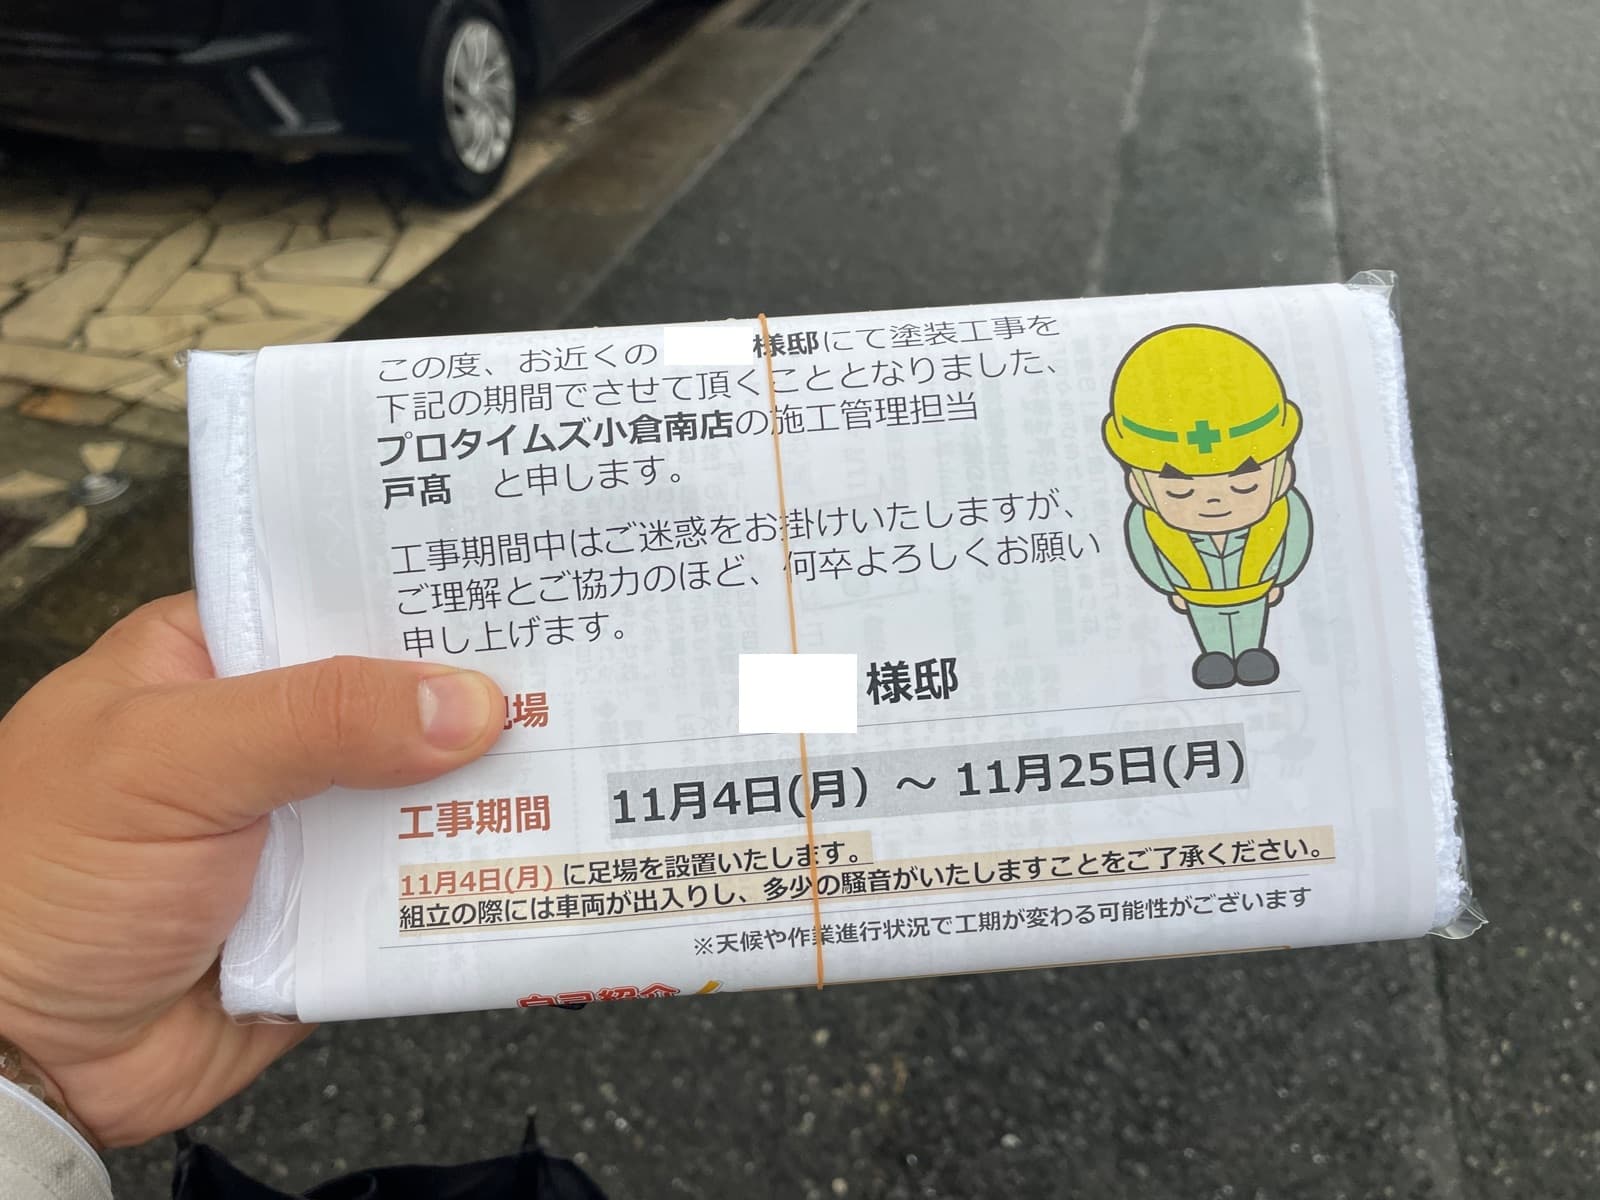 この度、お近くの 様邸にて塗装工事を
下記の期間でさせて頂くこととなりました、
プロタイムズ小倉南店の施工管理担当
戸髙 と申します。
工事期間中はご迷惑をお掛けいたしますが、
ご理解とご協力のほど、何卒よろしくお願い
申し上げます。
現場 様邸
工事期間 11月4日(月) ～ 11月25日(月)
11月4日(月) に足場を設置いたします。
組立の際には車両が出入りし、多少の騒音がいたしますことをご了承ください。
※天候や作業進行状況で工期が変わる可能性がございます
自己紹介